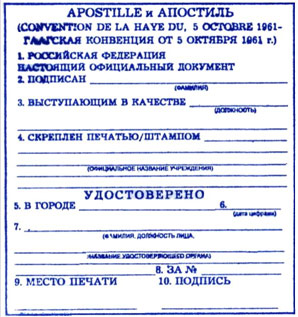 APOSTILLE и АПОСТИЛЬ
(CONVENTION DE LA HAYE DU, 5 OCTOBRE 1961-
ГААГСКАЯ КОНВЕНЦИЯ ОТ 5 ОКТЯБРЯ 1961 г.)
1. РОССИЙСКАЯ ФЕДЕРАЦИЯ
НАСТОЯЩИЙ ОФИЦИАЛЬНЫЙ ДОКУМЕНТ
2. ПОДПИСАН
(ФАМИЛИЯ)
3. ВЫСТУПАЮЩИМ В КАЧЕСТВЕ
(ДОЛЖНОСТЬ)
4. СКРЕПЛЕН ПЕЧАТЬЮ/ШТАМПОМ
(ОФИЦИАЛЬНОЕ НАЗВАНИЕ УЧРЕЖДЕНИЯ)
УДОСТОВЕРЕНО
5. В ГОРОДЕ 6.
(дата цифрами)
7.
(ФАМИЛИЯ, ДОЛЖНОСТЬ ЛИЦА,
НАЗВАНИЕ УДОСТОВЕРЯЮЩЕГО ОРГАНА)
8. ЗА №
9. МЕСТО ПЕЧАТИ 10. ПОДПИСЬ